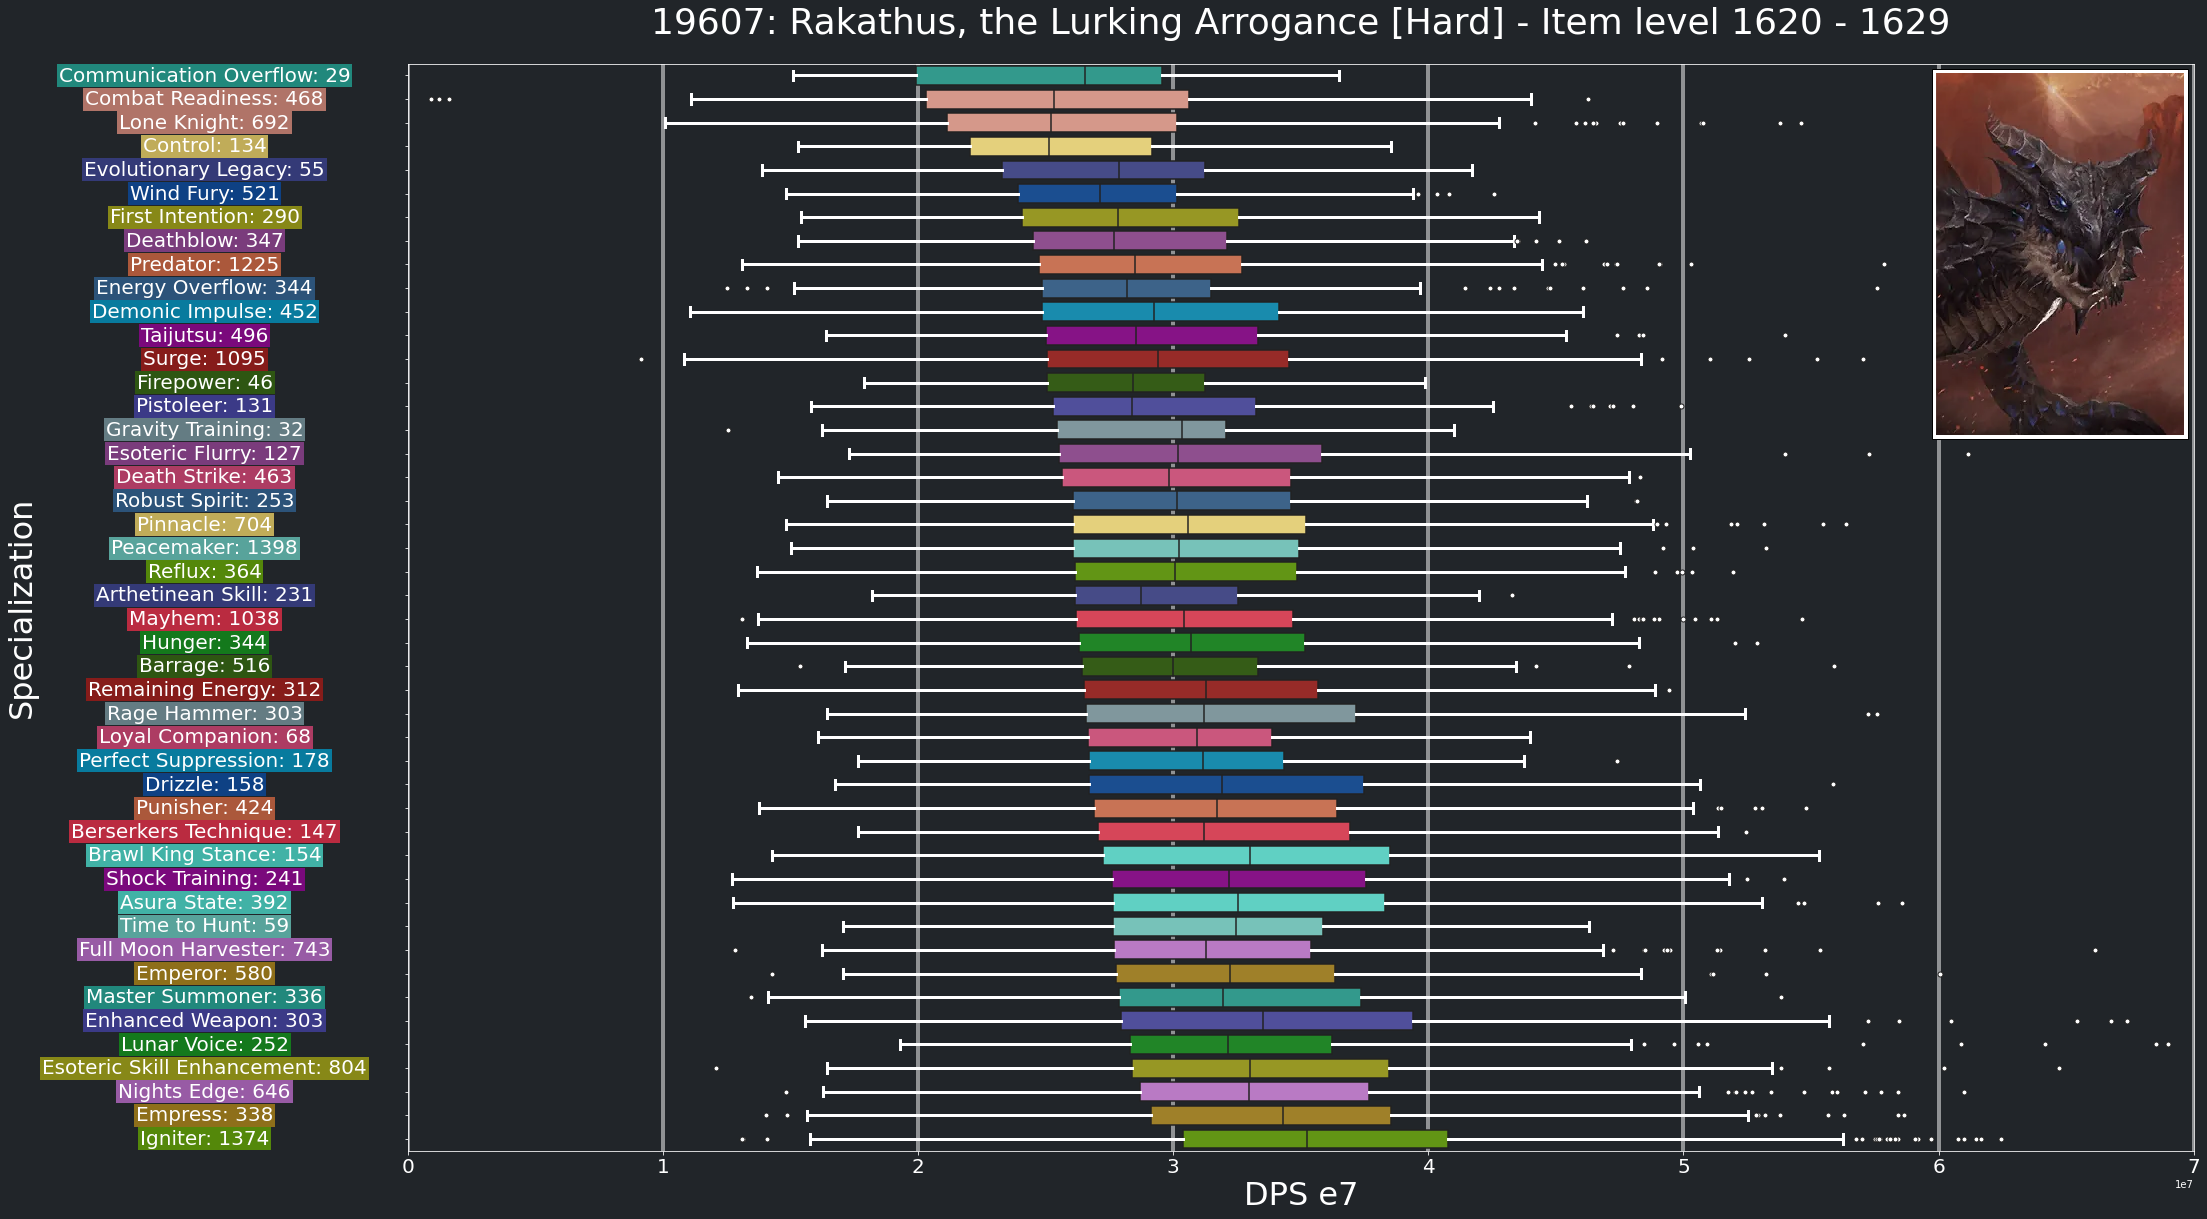 19607: Rakathus, the Lurking Arrogance [Hard] - Item level 1620 - 1629
Specialization
Communication Overflow: 29
Combat Readiness: 468
Lone Knight: 692
Control: 134
Evolutionary Legacy: 55
Wind Fury: 521
First Intention: 290
Deathblow: 347
Predator: 1225
Energy Overflow: 344
Demonic Impulse: 452
Taijutsu: 496
Surge: 1095
Firepower: 46
Pistoleer: 131
Gravity Training: 32
Esoteric Flurry: 127
Death Strike: 463
Robust Spirit: 253
Pinnacle: 704
Peacemaker: 1398
Reflux: 364
Arthetinean Skill: 231
Mayhem: 1038
Hunger: 344
Barrage: 516
Remaining Energy: 312
Rage Hammer: 303
Loyal Companion: 68
Perfect Suppression: 178
Drizzle: 158
Punisher: 424
Berserkers Technique: 147
Brawl King Stance: 154
Shock Training: 241
Asura State: 392
Time to Hunt: 59
Full Moon Harvester: 743
Emperor: 580
Master Summoner: 336
Enhanced Weapon: 303
Lunar Voice: 252
Esoteric Skill Enhancement: 804
Nights Edge: 646
Empress: 338
Igniter: 1374
0 1 2 3 4 5 6 7
DPS e7
1e7